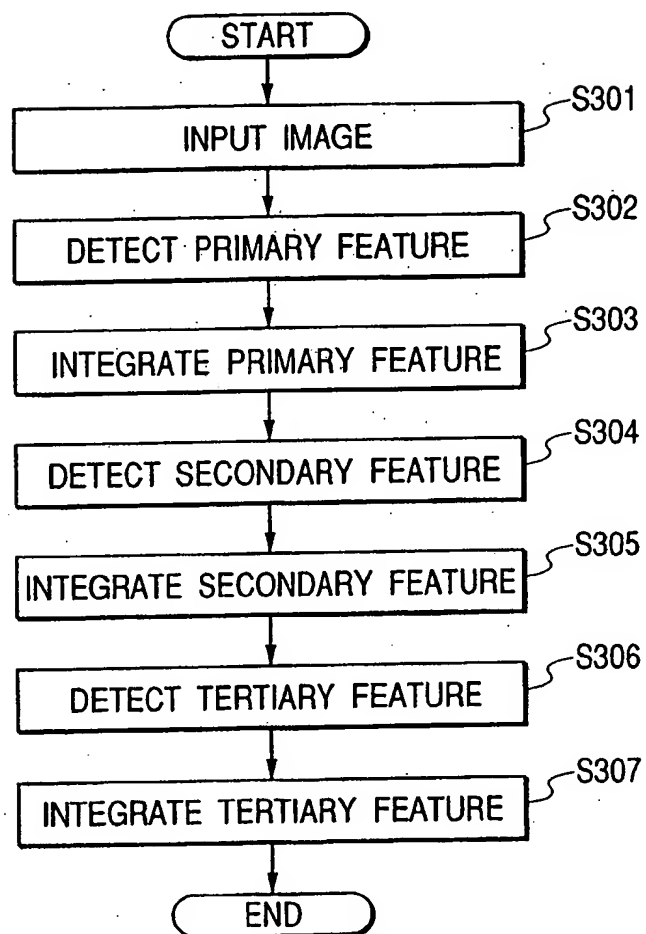 START
S301
INPUT IMAGE
S302
DETECT PRIMARY FEATURE
S303
INTEGRATE PRIMARY FEATURE
S304
DETECT SECONDARY FEATURE
S305
INTEGRATE SECONDARY FEATURE
S306
DETECT TERTIARY FEATURE
S307
INTEGRATE TERTIARY FEATURE
END